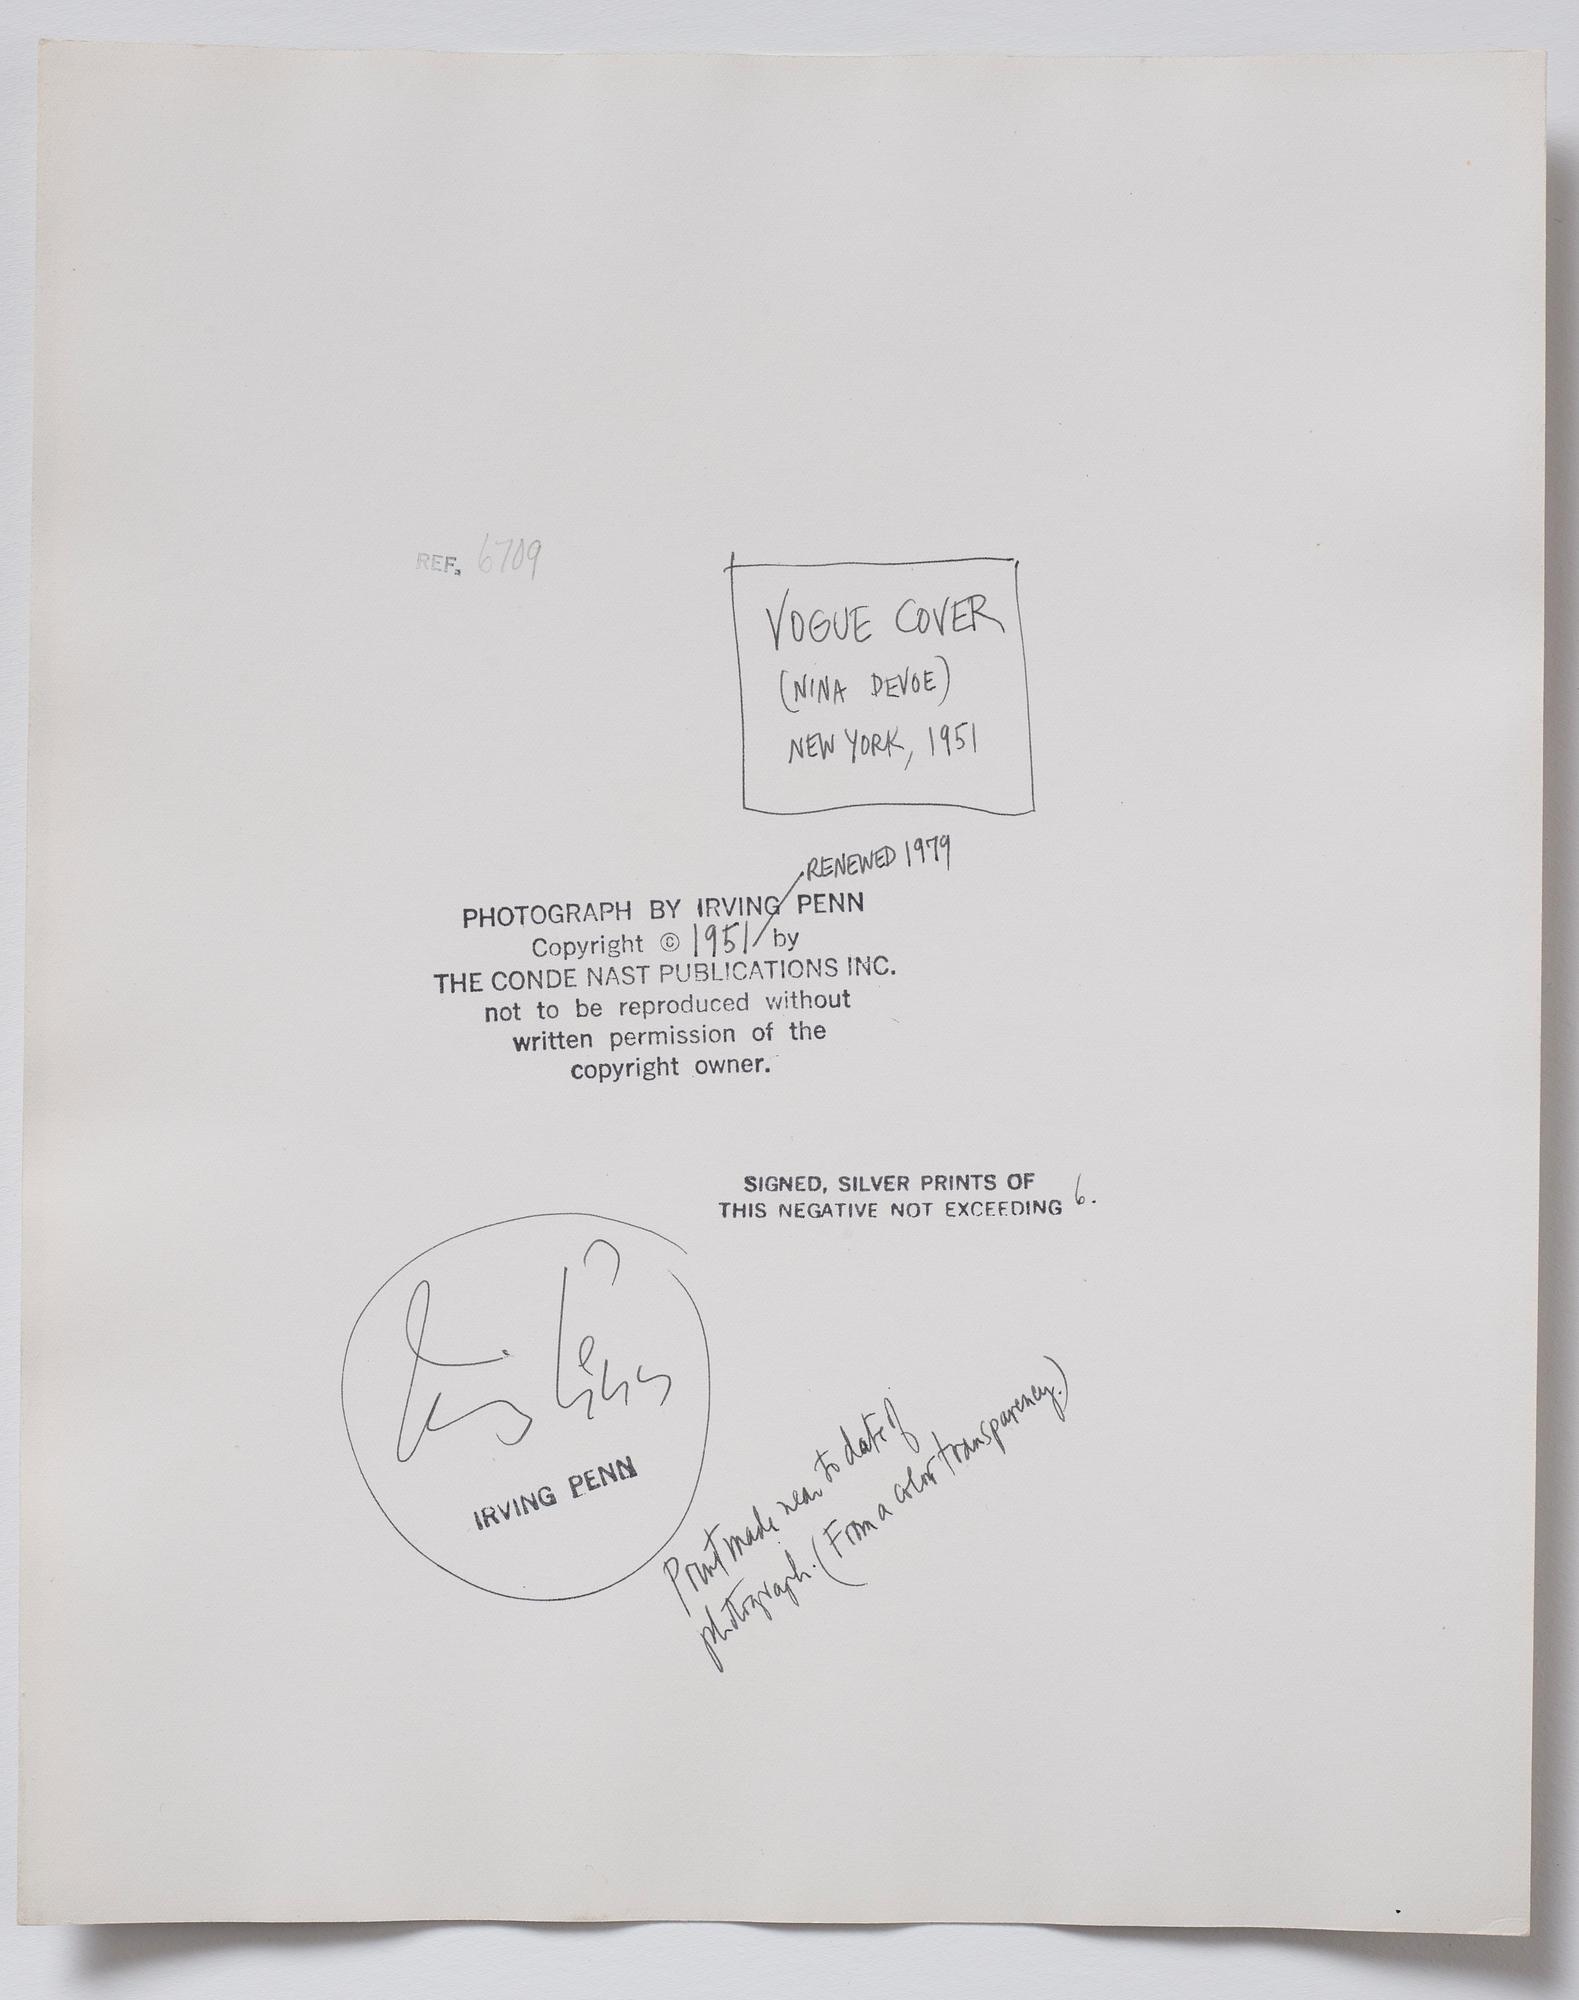 REF. 6709
VOGUE COVER
(NINA DEVOE)
NEW YORK, 1951
RENEWED 1979
PHOTOGRAPH BY IRVING PENN
Copyright © 1951 by
THE CONDE NAST PUBLICATIONS INC.
not to be reproduced without
written permission of the
copyright owner.
SIGNED, SILVER PRINTS OF
THIS NEGATIVE NOT EXCEEDING 6.
Irving Penn
IRVING PENN
Print made near to date of
photograph. (From a color transparency.)